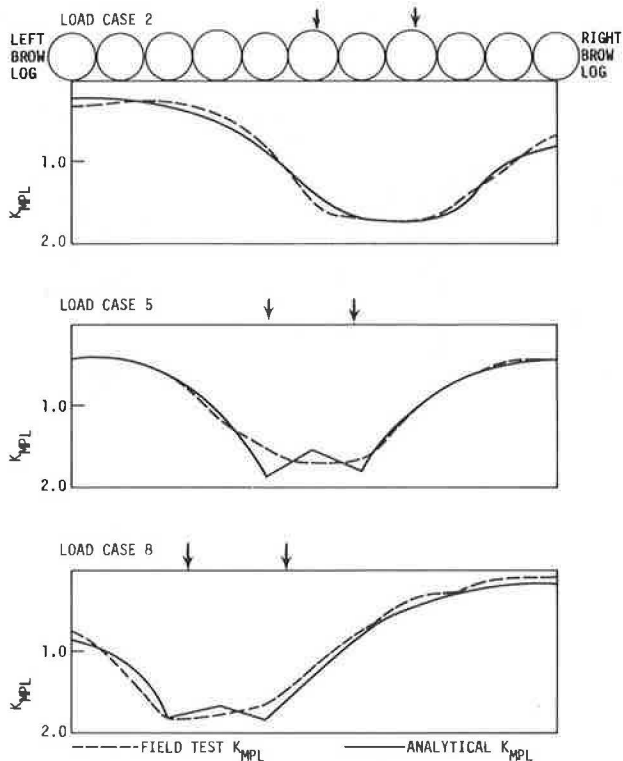 LOAD CASE 2
LEFT BROW LOG
RIGHT BROW LOG
1.0
2.0
K_MPL
LOAD CASE 5
1.0
2.0
K_MPL
LOAD CASE 8
1.0
2.0
K_MPL
FIELD TEST K_MPL
ANALYTICAL K_MPL